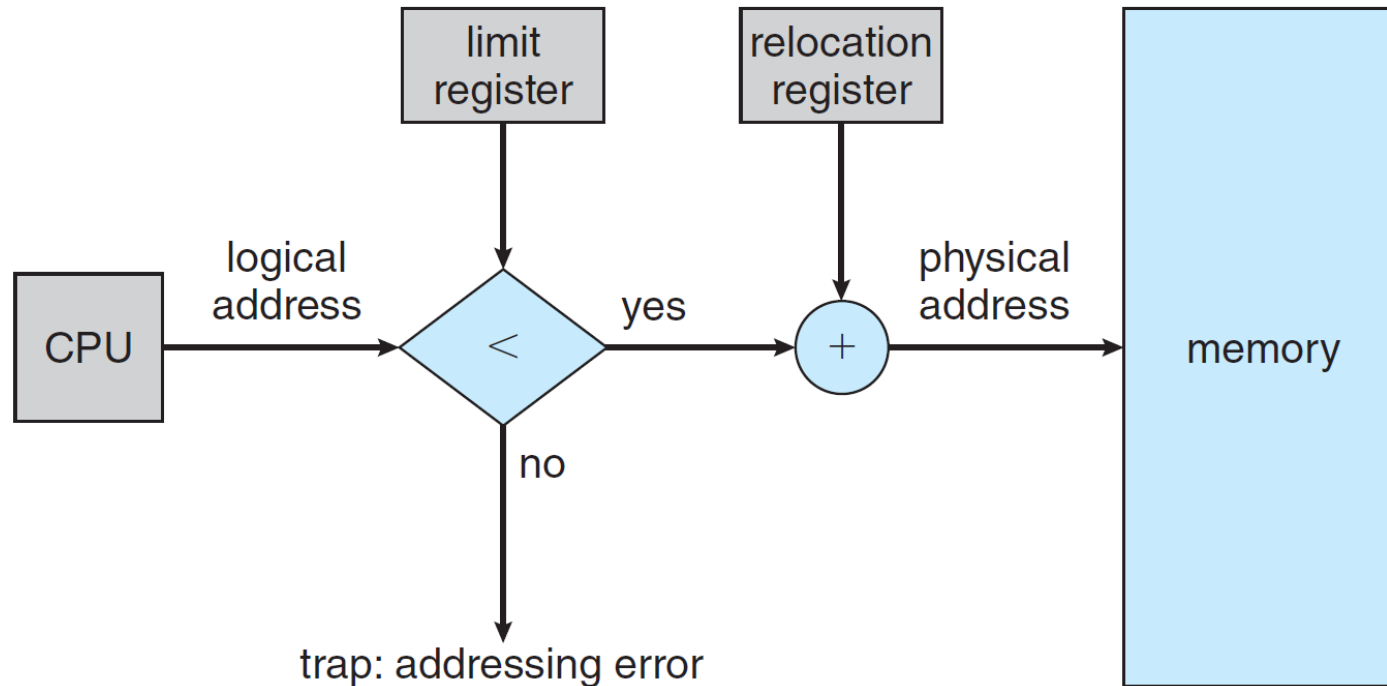 limit
register
relocation
register
logical
address
physical
address
CPU
<
yes
+
memory
no
trap: addressing error